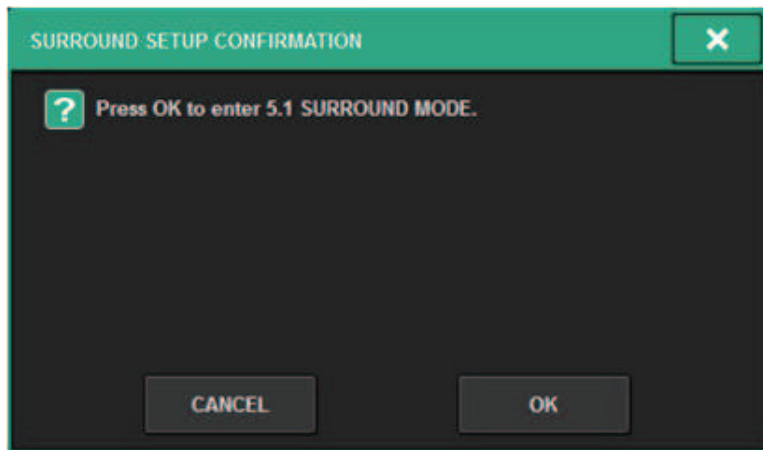 SURROUND SETUP CONFIRMATION
? Press OK to enter 5.1 SURROUND MODE.
CANCEL OK